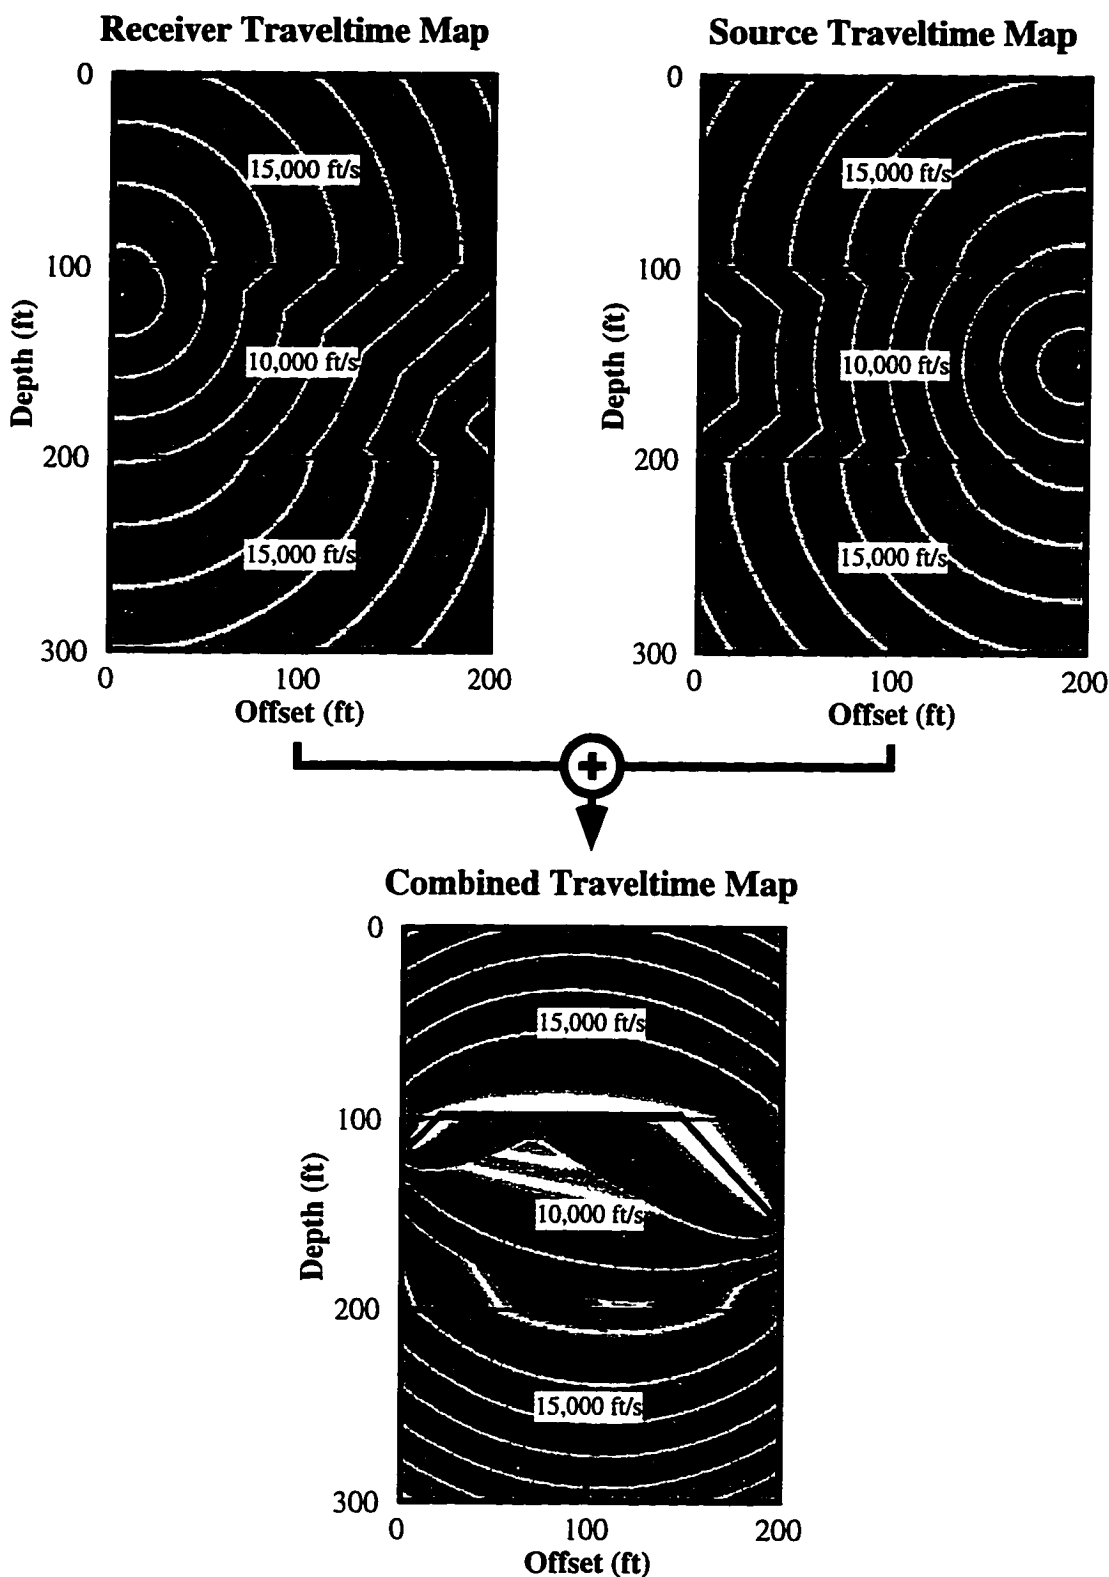 Receiver Traveltime Map
0
100
200
300
Depth (ft)
15,000 ft/s
10,000 ft/s
15,000 ft/s
0 100 200
Offset (ft)
Source Traveltime Map
0
100
200
300
Depth (ft)
15,000 ft/s
10,000 ft/s
15,000 ft/s
0 100 200
Offset (ft)
+
Combined Traveltime Map
0
100
200
300
Depth (ft)
15,000 ft/s
10,000 ft/s
15,000 ft/s
0 100 200
Offset (ft)